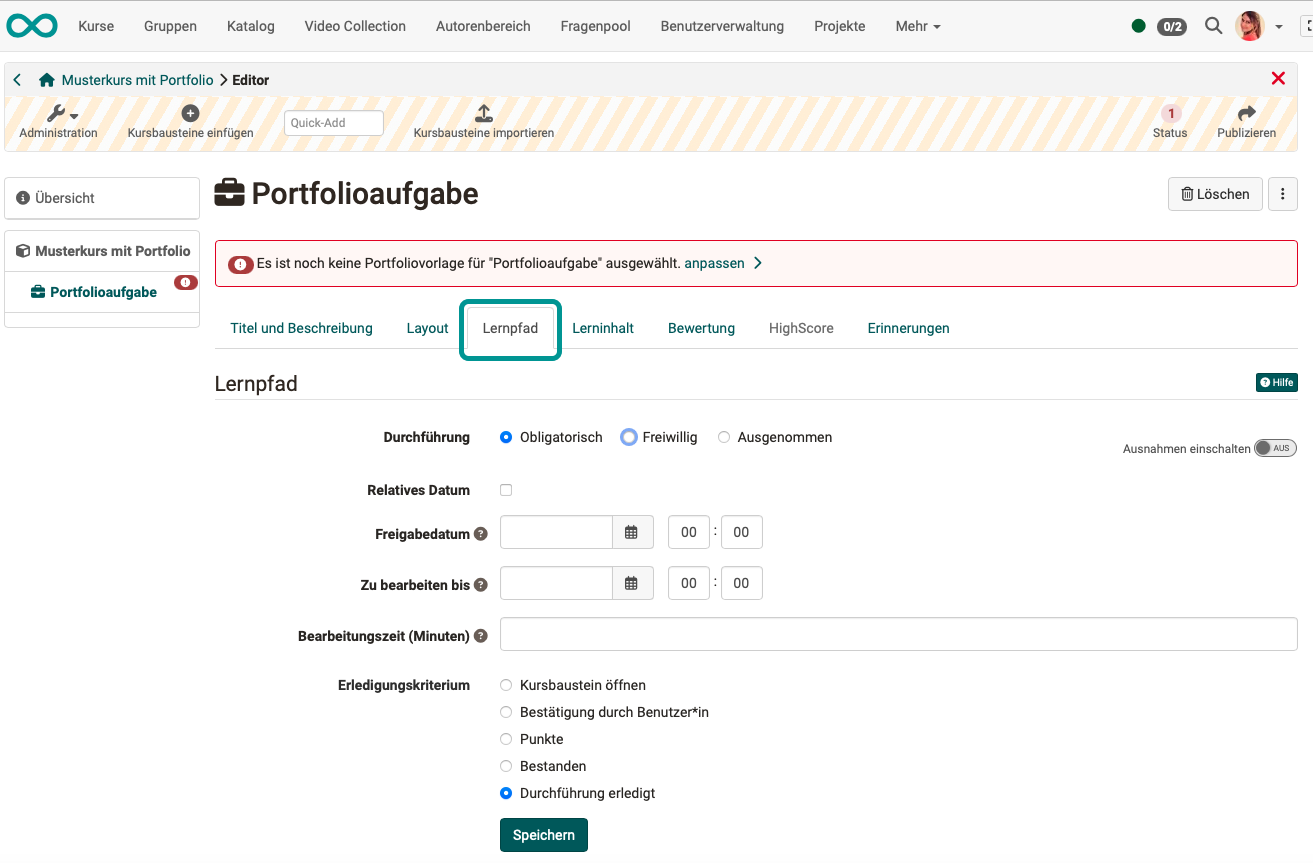 Kurse Gruppen Katalog Video Collection Autorenbereich Fragenpool Benutzerverwaltung Projekte Mehr 0/2
Musterkurs mit Portfolio Editor
Administration Kursbausteine einfügen Quick-Add Kursbausteine importieren 1 Status Publizieren
Übersicht
Musterkurs mit Portfolio
Portfolioaufgabe
Portfolioaufgabe
Löschen
Es ist noch keine Portfoliovorlage für "Portfolioaufgabe" ausgewählt. anpassen
Titel und Beschreibung Layout Lernpfad Lerninhalt Bewertung HighScore Erinnerungen
Lernpfad
Hilfe
Durchführung Obligatorisch Freiwillig Ausgenommen
Ausnahmen einschalten AUS
Relatives Datum
Freigabedatum 00 : 00
Zu bearbeiten bis 00 : 00
Bearbeitungszeit (Minuten)
Erledigungskriterium Kursbaustein öffnen
Bestätigung durch Benutzer*in
Punkte
Bestanden
Durchführung erledigt
Speichern